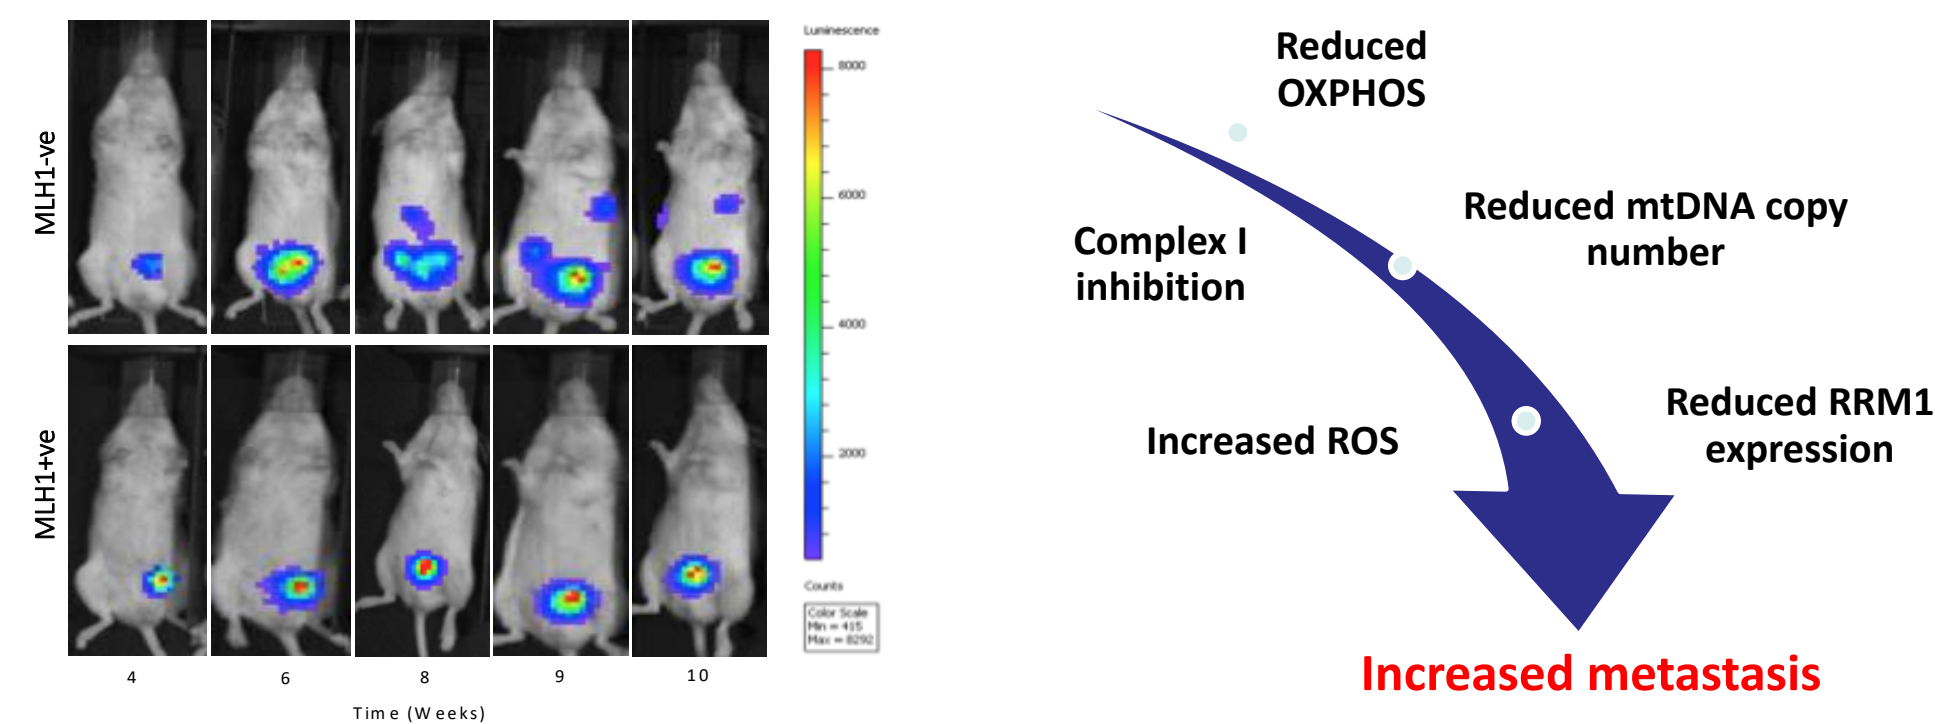 MLH1-ve
MLH1+ve
4 6 8 9 10
Time (Weeks)
Luminescence
8000
6000
4000
2000
Counts
Color Scale
Min = 415
Max = 8292
Reduced
OXPHOS
Complex I
inhibition
Reduced mtDNA copy
number
Increased ROS
Reduced RRM1
expression
Increased metastasis